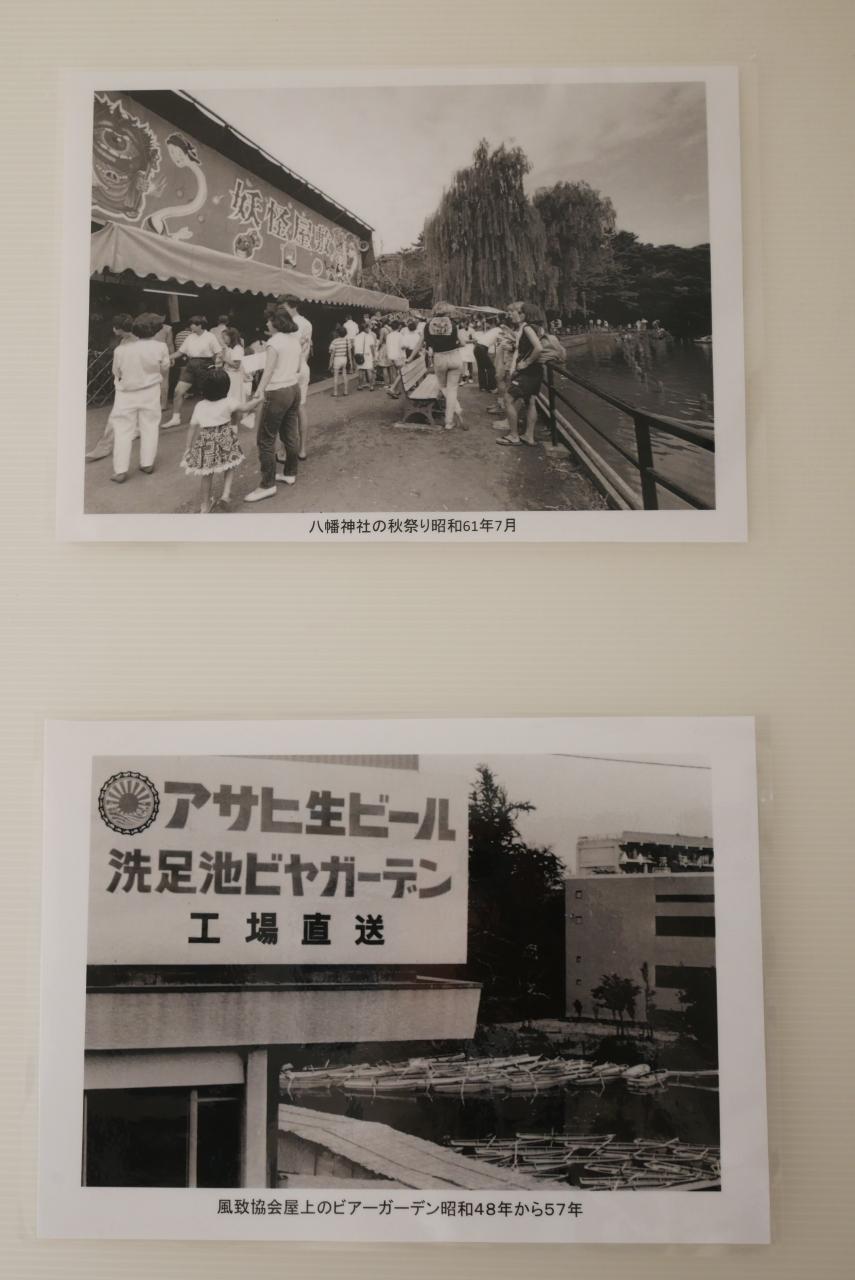 妖怪屋敷
八幡神社の秋祭り昭和61年7月
アサヒ生ビール
洗足池ビヤガーデン
工場直送
風致協会屋上のビアーガーデン昭和48年から57年